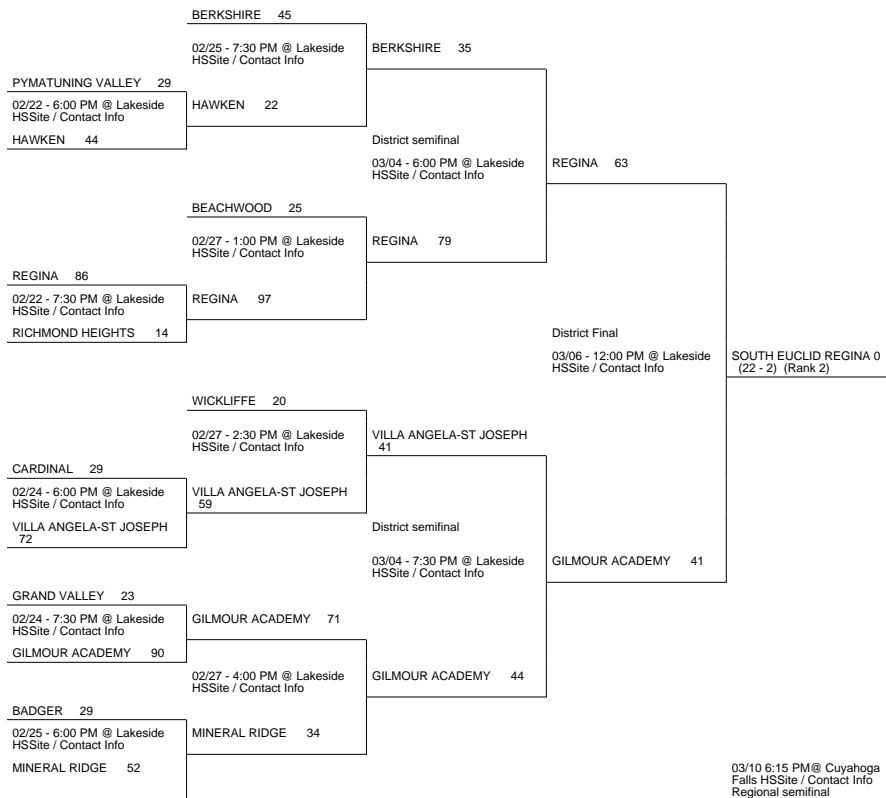 BERKSHIRE 45
02/25 - 7:30 PM @ Lakeside
HSSite / Contact Info
BERKSHIRE 35
PYMATUNING VALLEY 29
02/22 - 6:00 PM @ Lakeside
HSSite / Contact Info
HAWKEN 22
HAWKEN 44
District semifinal
03/04 - 6:00 PM @ Lakeside
HSSite / Contact Info
REGINA 63
BEACHWOOD 25
02/27 - 1:00 PM @ Lakeside
HSSite / Contact Info
REGINA 79
REGINA 86
02/22 - 7:30 PM @ Lakeside
HSSite / Contact Info
REGINA 97
RICHMOND HEIGHTS 14
District Final
03/06 - 12:00 PM @ Lakeside
HSSite / Contact Info
SOUTH EUCLID REGINA 0
(22 - 2) (Rank 2)
WICKLIFFE 20
02/27 - 2:30 PM @ Lakeside
HSSite / Contact Info
VILLA ANGELA-ST JOSEPH
41
CARDINAL 29
02/24 - 6:00 PM @ Lakeside
HSSite / Contact Info
VILLA ANGELA-ST JOSEPH
59
VILLA ANGELA-ST JOSEPH
72
District semifinal
03/04 - 7:30 PM @ Lakeside
HSSite / Contact Info
GILMOUR ACADEMY 41
GRAND VALLEY 23
02/24 - 7:30 PM @ Lakeside
HSSite / Contact Info
GILMOUR ACADEMY 71
GILMOUR ACADEMY 90
02/27 - 4:00 PM @ Lakeside
HSSite / Contact Info
GILMOUR ACADEMY 44
BADGER 29
02/25 - 6:00 PM @ Lakeside
HSSite / Contact Info
MINERAL RIDGE 34
MINERAL RIDGE 52
03/10 6:15 PM@ Cuyahoga
Falls HSSite / Contact Info
Regional semifinal